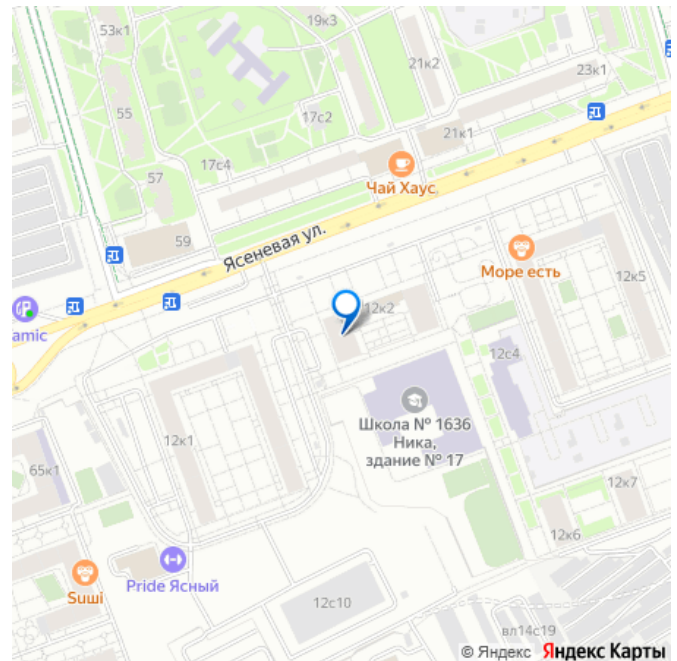 53к1
19к3
21к2
23к1
55
17с2
21к1
17с4
57
Чай Хаус
59
Ясеневая ул.
Море есть
12к5
amic
12к2
12с4
Школа № 1636
Ника,
здание № 17
12к1
65к1
12к7
12к6
Pride Ясный
Suшi
12с10
вл14с19
© Яндекс Яндекс Карты